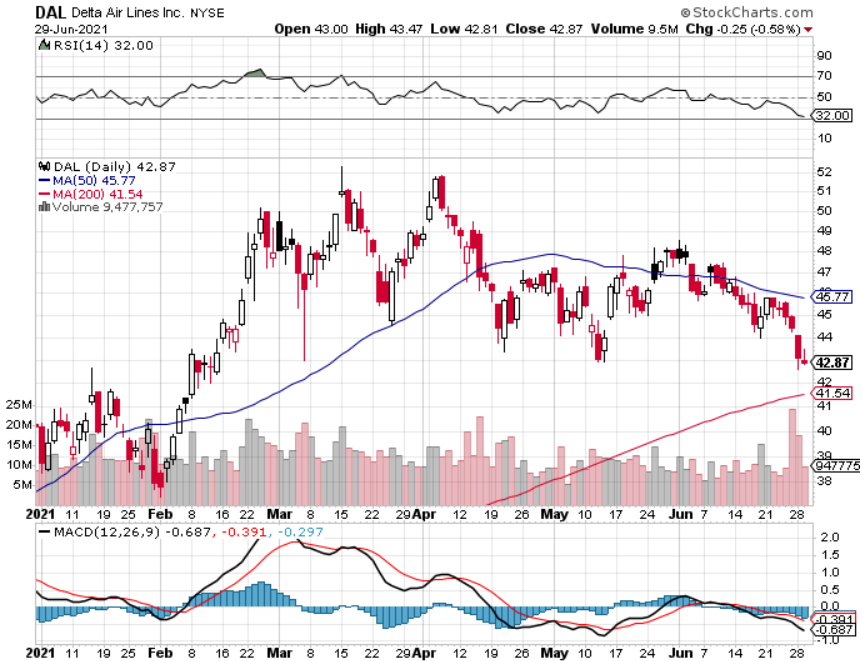 DAL Delta Air Lines Inc. NYSE
© StockCharts.com
29-Jun-2021
Open 43.00 High 43.47 Low 42.81 Close 42.87 Volume 9.5M Chg -0.25 (-0.58%)
RSI(14) 32.00
90
70
50
32.00
10
DAL (Daily) 42.87
MA(50) 45.77
MA(200) 41.54
Volume 9,477,757
52
51
50
49
48
47
45.77
45
44
42.87
42
41.54
41
40
39
38
25M
20M
15M
10M
5M
947775
2021 11 19 25 Feb 8 16 22 Mar 8 15 22 29 Apr 12 19 26 May 10 17 24 Jun 7 14 21 28
MACD(12,26,9) -0.687, -0.391, -0.297
2.0
1.5
1.0
0.5
0.0
-0.391
-0.687
-1.0
2021 11 19 25 Feb 8 16 22 Mar 8 15 22 29 Apr 12 19 26 May 10 17 24 Jun 7 14 21 28